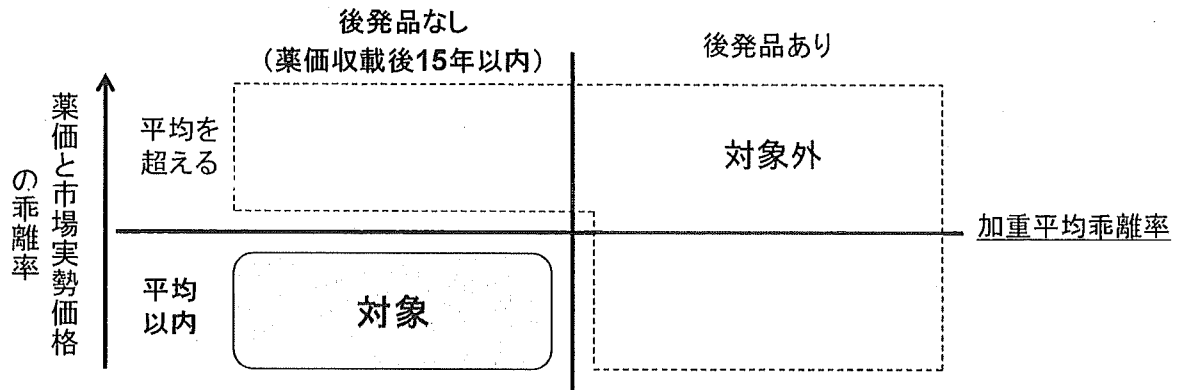 後発品なし
（薬価収載後15年以内）
後発品あり
薬価と市場実勢価格
の乖離率
平均を
超える
対象外
加重平均乖離率
平均
以内
対象